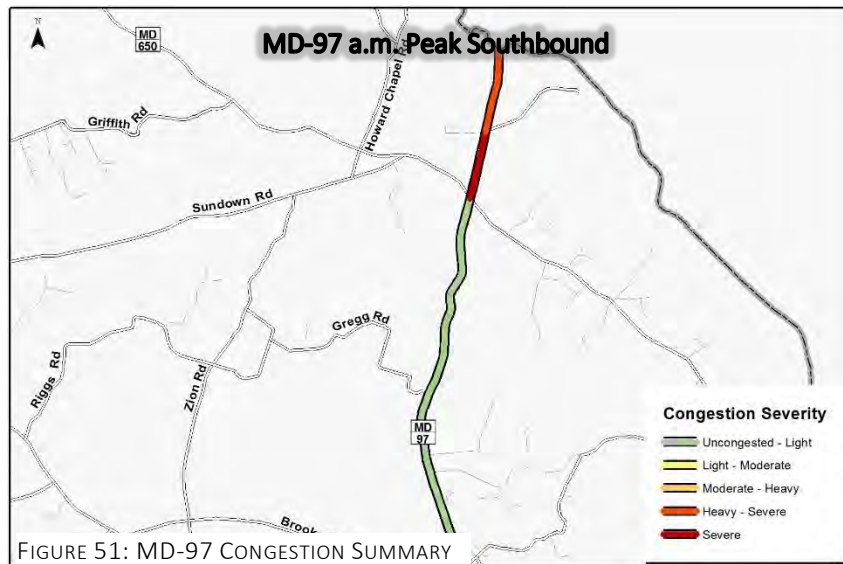 N
MD
650
MD-97 a.m. Peak Southbound
Howard Chapel Rd
Griffith Rd
Sundown Rd
Gregg Rd
Riggs Rd
Zion Rd
MD
97
Brook
Congestion Severity
Uncongested - Light
Light - Moderate
Moderate - Heavy
Heavy - Severe
Severe
FIGURE 51: MD-97 CONGESTION SUMMARY